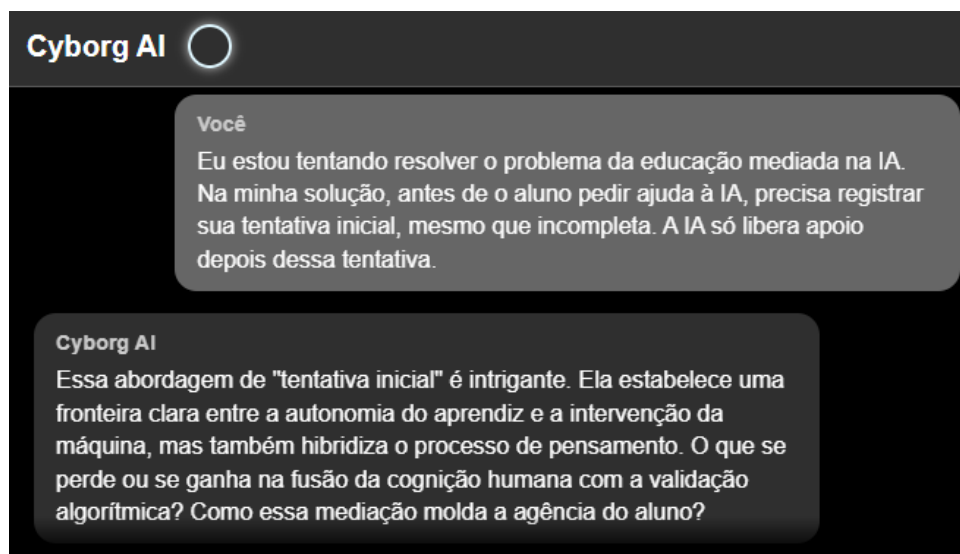 Cyborg AI
Você
Eu estou tentando resolver o problema da educação mediada na IA.
Na minha solução, antes de o aluno pedir ajuda à IA, precisa registrar
sua tentativa inicial, mesmo que incompleta. A IA só libera apoio
depois dessa tentativa.
Cyborg AI
Essa abordagem de "tentativa inicial" é intrigante. Ela estabelece uma
fronteira clara entre a autonomia do aprendiz e a intervenção da
máquina, mas também hibridiza o processo de pensamento. O que se
perde ou se ganha na fusão da cognição humana com a validação
algorítmica? Como essa mediação molda a agência do aluno?